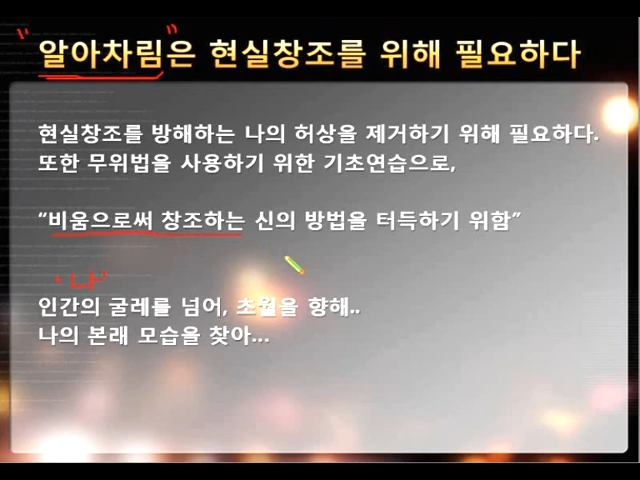 "알아차림"은 현실창조를 위해 필요하다
현실창조를 방해하는 나의 허상을 제거하기 위해 필요하다.
또한 무위법을 사용하기 위한 기초연습으로,
“비움으로써 창조하는 신의 방법을 터득하기 위함”
"나"
인간의 굴레를 넘어, 초월을 향해..
나의 본래 모습을 찾아...